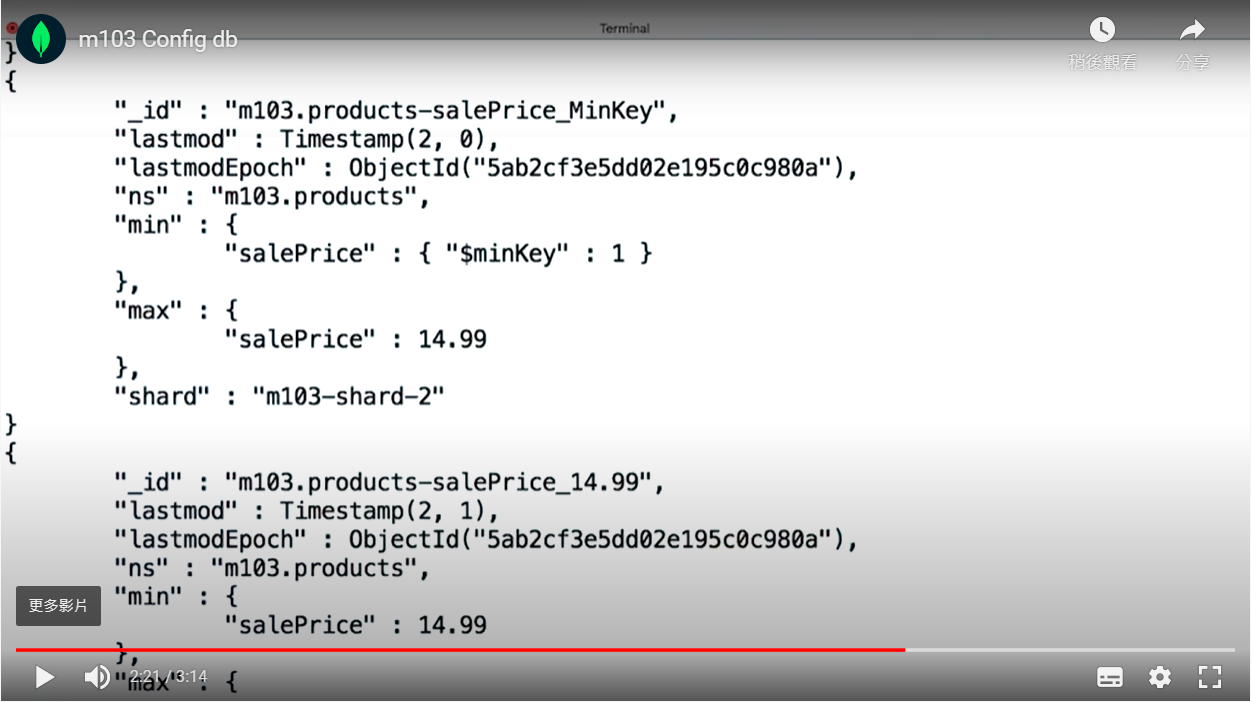 Terminal
m103 Config db
稍後觀看
分享
}
{
"_id" : "m103.products-salePrice_MinKey",
"lastmod" : Timestamp(2, 0),
"lastmodEpoch" : ObjectId("5ab2cf3e5dd02e195c0c980a"),
"ns" : "m103.products",
"min" : {
"salePrice" : { "$minKey" : 1 }
},
"max" : {
"salePrice" : 14.99
},
"shard" : "m103-shard-2"
}
{
"_id" : "m103.products-salePrice_14.99",
"lastmod" : Timestamp(2, 1),
"lastmodEpoch" : ObjectId("5ab2cf3e5dd02e195c0c980a"),
"ns" : "m103.products",
"min" : {
更多影片
"salePrice" : 14.99
},
"max" : {
2:21 / 3:14